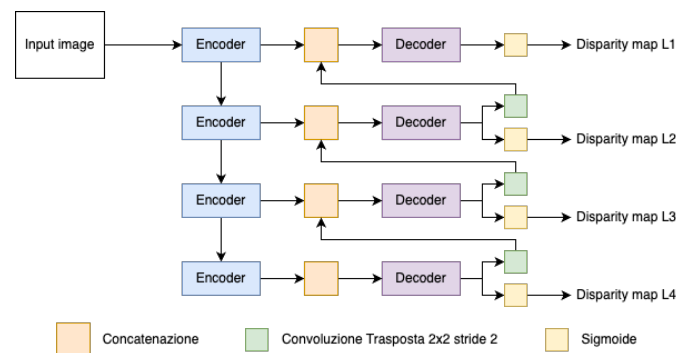 Input image
Encoder
Decoder
Disparity map L1
Encoder
Decoder
Disparity map L2
Encoder
Decoder
Disparity map L3
Encoder
Decoder
Disparity map L4
Concatenazione
Convoluzione Trasposta 2x2 stride 2
Sigmoide